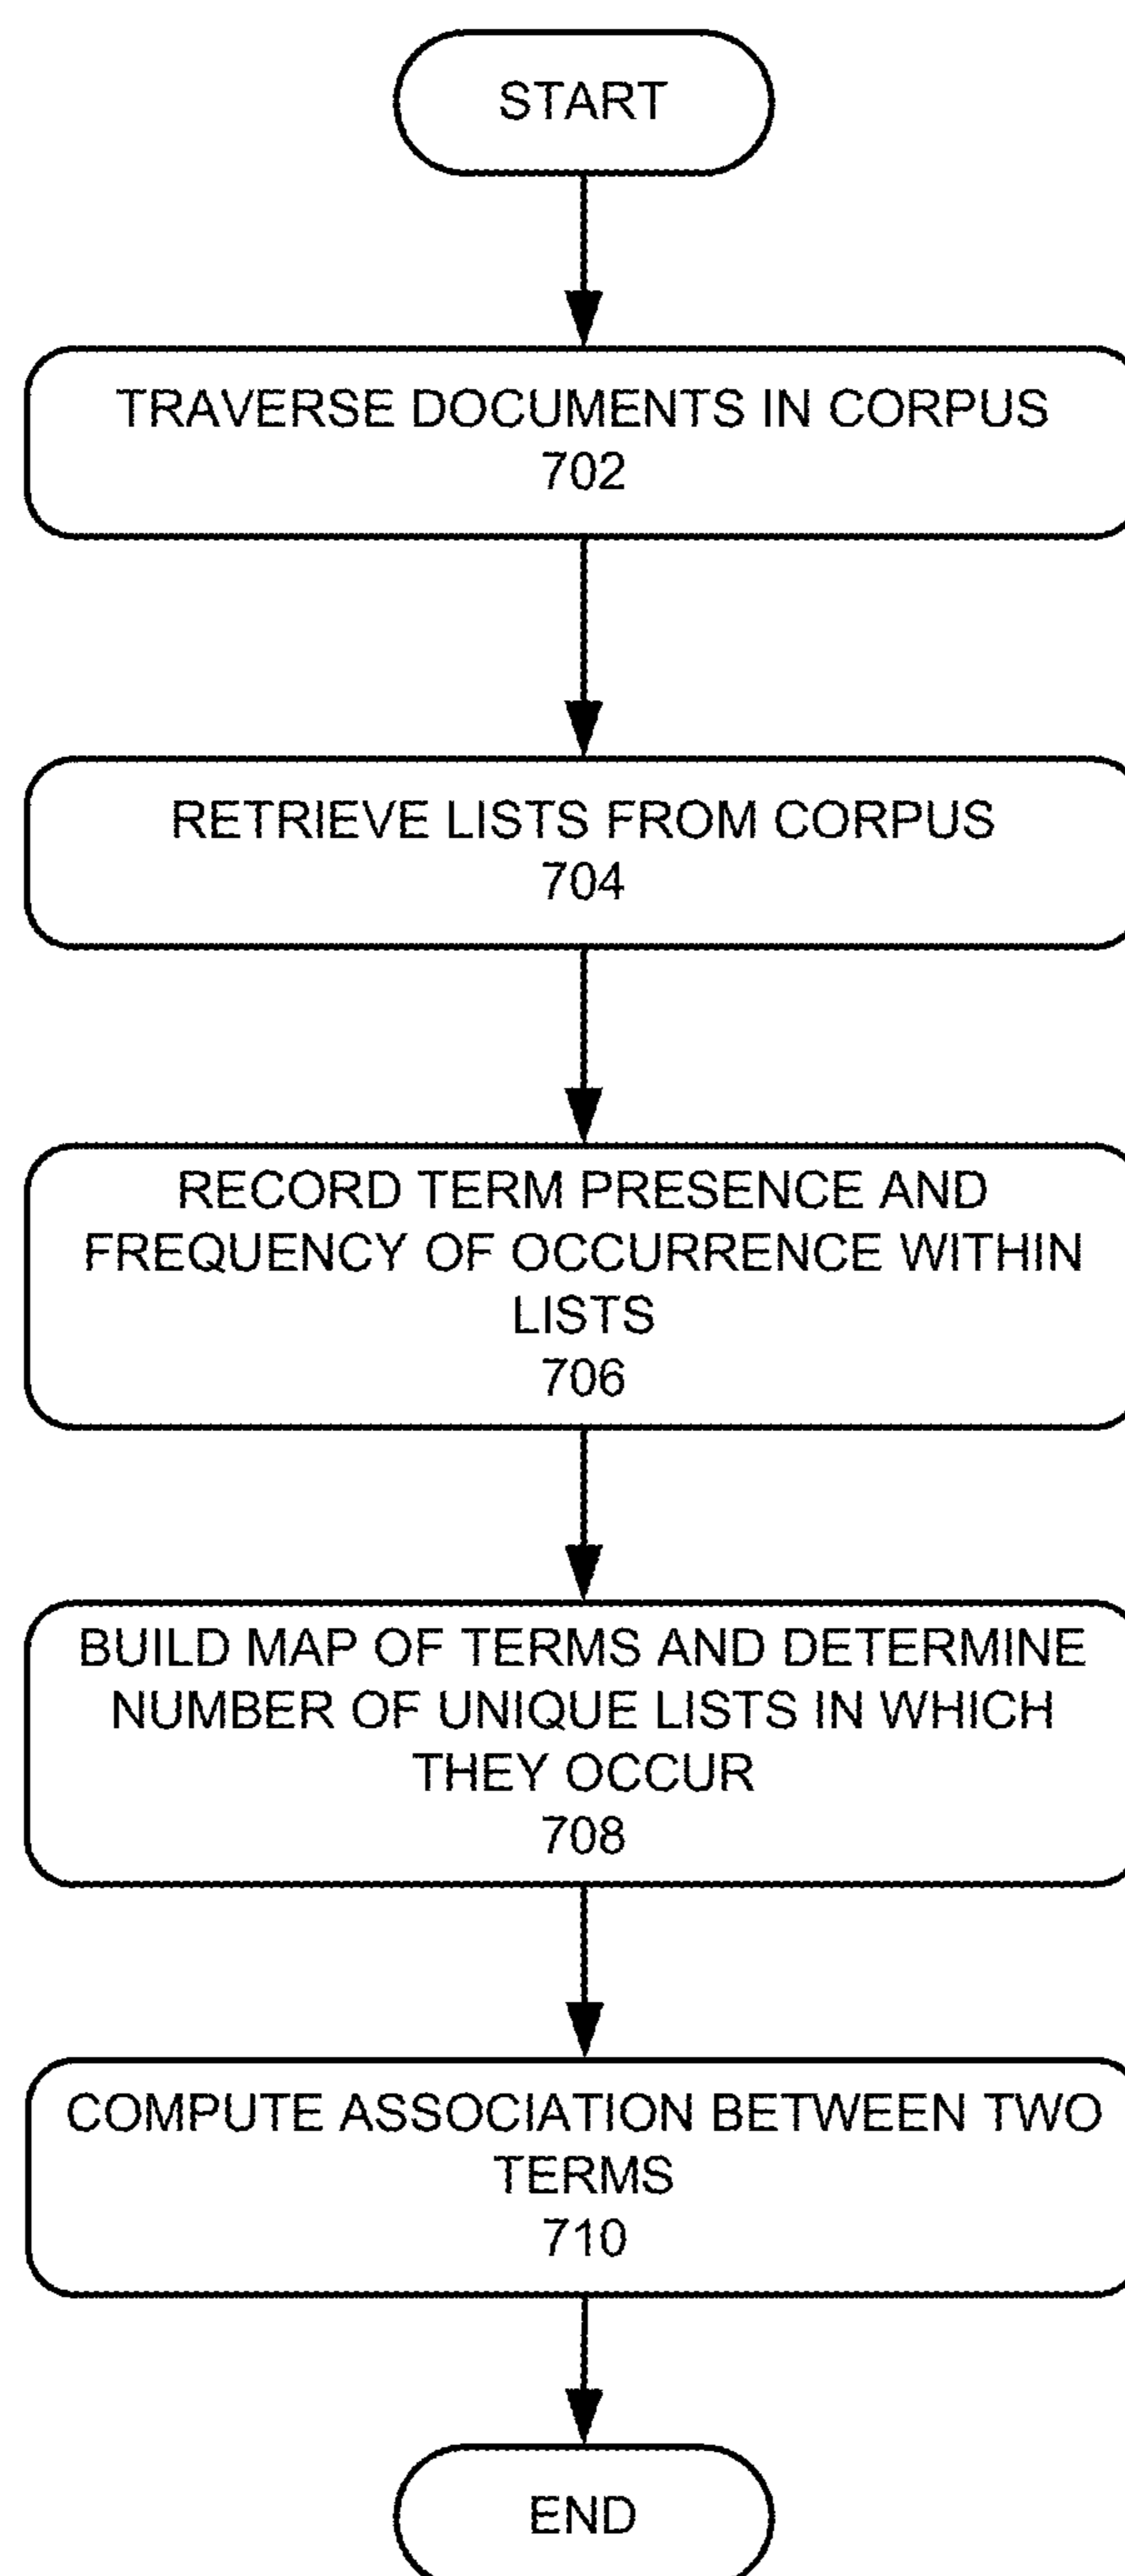 START
TRAVERSE DOCUMENTS IN CORPUS
702
RETRIEVE LISTS FROM CORPUS
704
RECORD TERM PRESENCE AND
FREQUENCY OF OCCURRENCE WITHIN
LISTS
706
BUILD MAP OF TERMS AND DETERMINE
NUMBER OF UNIQUE LISTS IN WHICH
THEY OCCUR
708
COMPUTE ASSOCIATION BETWEEN TWO
TERMS
710
END